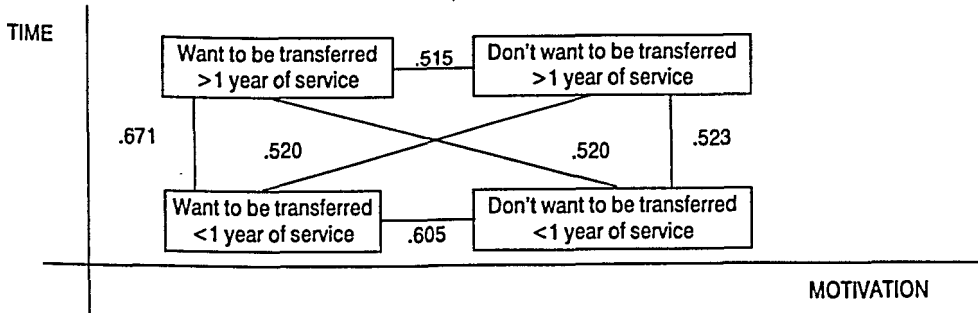 TIME
Want to be transferred
>1 year of service
.515
Don't want to be transferred
>1 year of service
.671
.520
.520
.523
Want to be transferred
<1 year of service
.605
Don't want to be transferred
<1 year of service
MOTIVATION